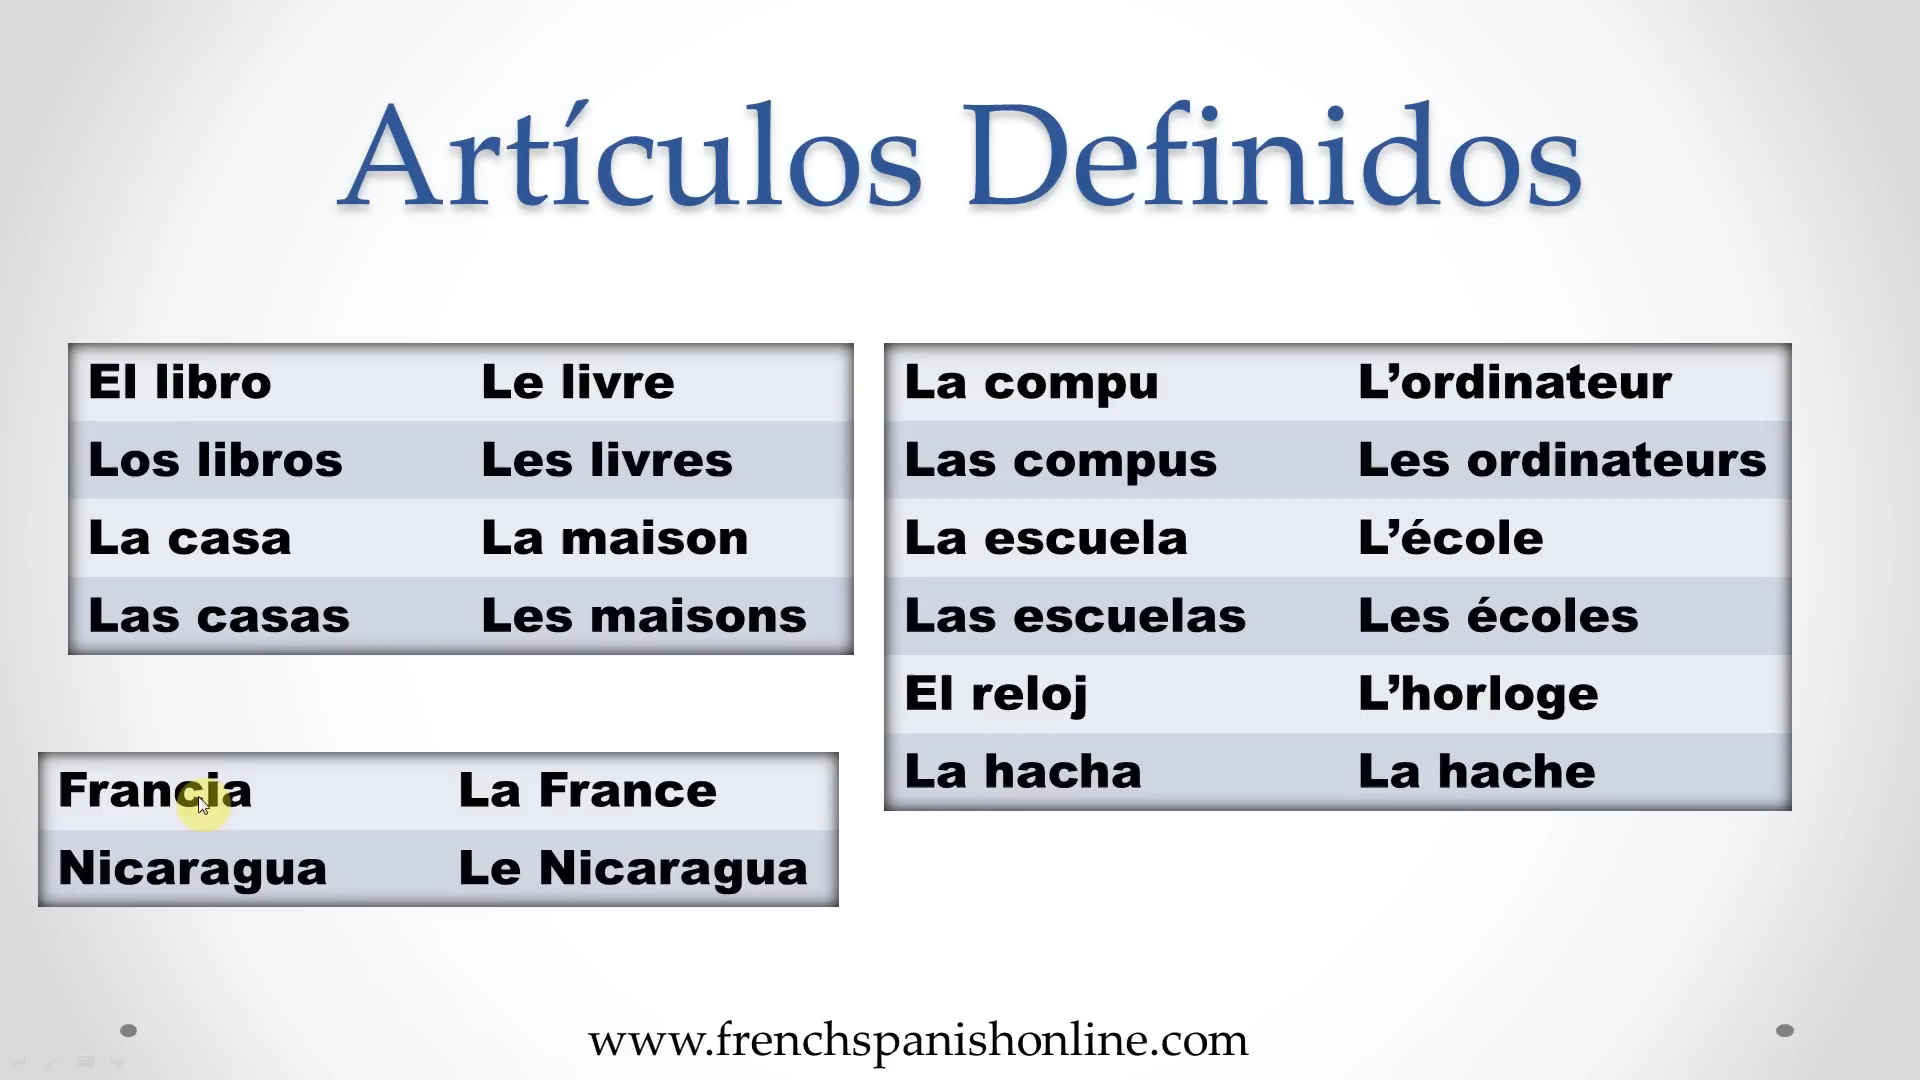 Artículos Definidos
El libro Le livre
Los libros Les livres
La casa La maison
Las casas Les maisons
La compu L’ordinateur
Las compus Les ordinateurs
La escuela L’école
Las escuelas Les écoles
El reloj L’horloge
La hacha La hache
Francia La France
Nicaragua Le Nicaragua
www.frenchspanishonline.com